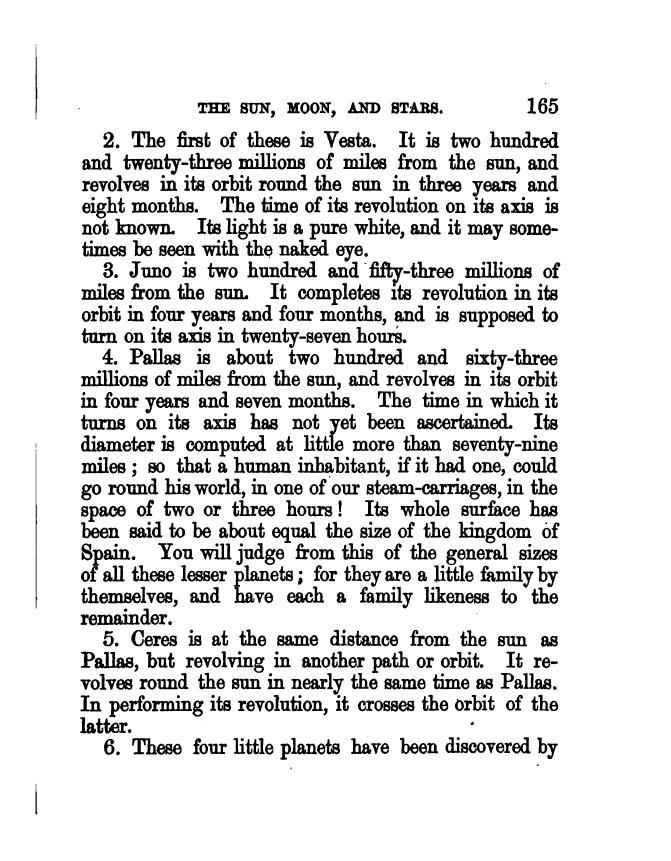 THE SUN, MOON, AND STARS. 165
2. The first of these is Vesta. It is two hundred
and twenty-three millions of miles from the sun, and
revolves in its orbit round the sun in three years and
eight months. The time of its revolution on its axis is
not known. Its light is a pure white, and it may some-
times be seen with the naked eye.
3. Juno is two hundred and fifty-three millions of
miles from the sun. It completes its revolution in its
orbit in four years and four months, and is supposed to
turn on its axis in twenty-seven hours.
4. Pallas is about two hundred and sixty-three
millions of miles from the sun, and revolves in its orbit
in four years and seven months. The time in which it
turns on its axis has not yet been ascertained. Its
diameter is computed at little more than seventy-nine
miles; so that a human inhabitant, if it had one, could
go round his world, in one of our steam-carriages, in the
space of two or three hours! Its whole surface has
been said to be about equal the size of the kingdom of
Spain. You will judge from this of the general sizes
of all these lesser planets; for they are a little family by
themselves, and have each a family likeness to the
remainder.
5. Ceres is at the same distance from the sun as
Pallas, but revolving in another path or orbit. It re-
volves round the sun in nearly the same time as Pallas.
In performing its revolution, it crosses the orbit of the
latter.
6. These four little planets have been discovered by